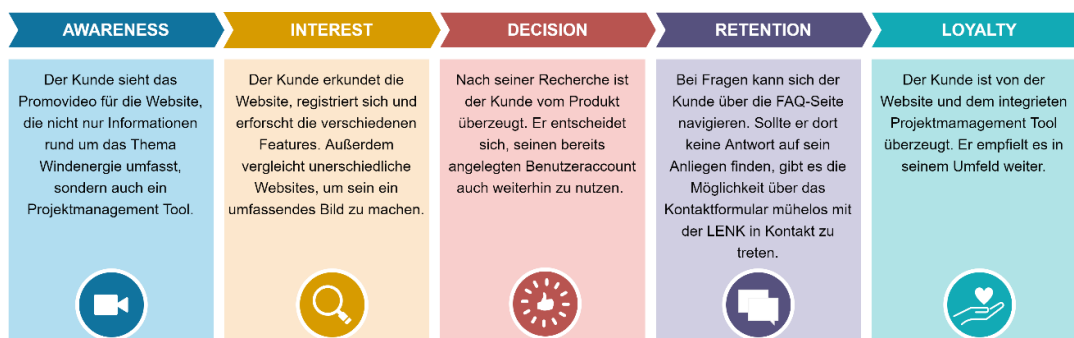 AWARENESS
INTEREST
DECISION
RETENTION
LOYALTY
Der Kunde sieht das
Promovideo für die Website,
die nicht nur Informationen
rund um das Thema
Windenergie umfasst,
sondern auch ein
Projektmanagement Tool.
Der Kunde erkundet die
Website, registriert sich und
erforscht die verschiedenen
Features. Außerdem
vergleicht unerschiedliche
Websites, um sein ein
umfassendes Bild zu machen.
Nach seiner Recherche ist
der Kunde vom Produkt
überzeugt. Er entscheidet
sich, seinen bereits
angelegten Benutzeraccount
auch weiterhin zu nutzen.
Bei Fragen kann sich der
Kunde über die FAQ-Seite
navigieren. Sollte er dort
keine Antwort auf sein
Anliegen finden, gibt es die
Möglichkeit über das
Kontaktformular mühelos mit
der LENK in Kontakt zu
treten.
Der Kunde ist von der
Website und dem integrieten
Projektmamagement Tool
überzeugt. Er empfielt es in
seinem Umfeld weiter.